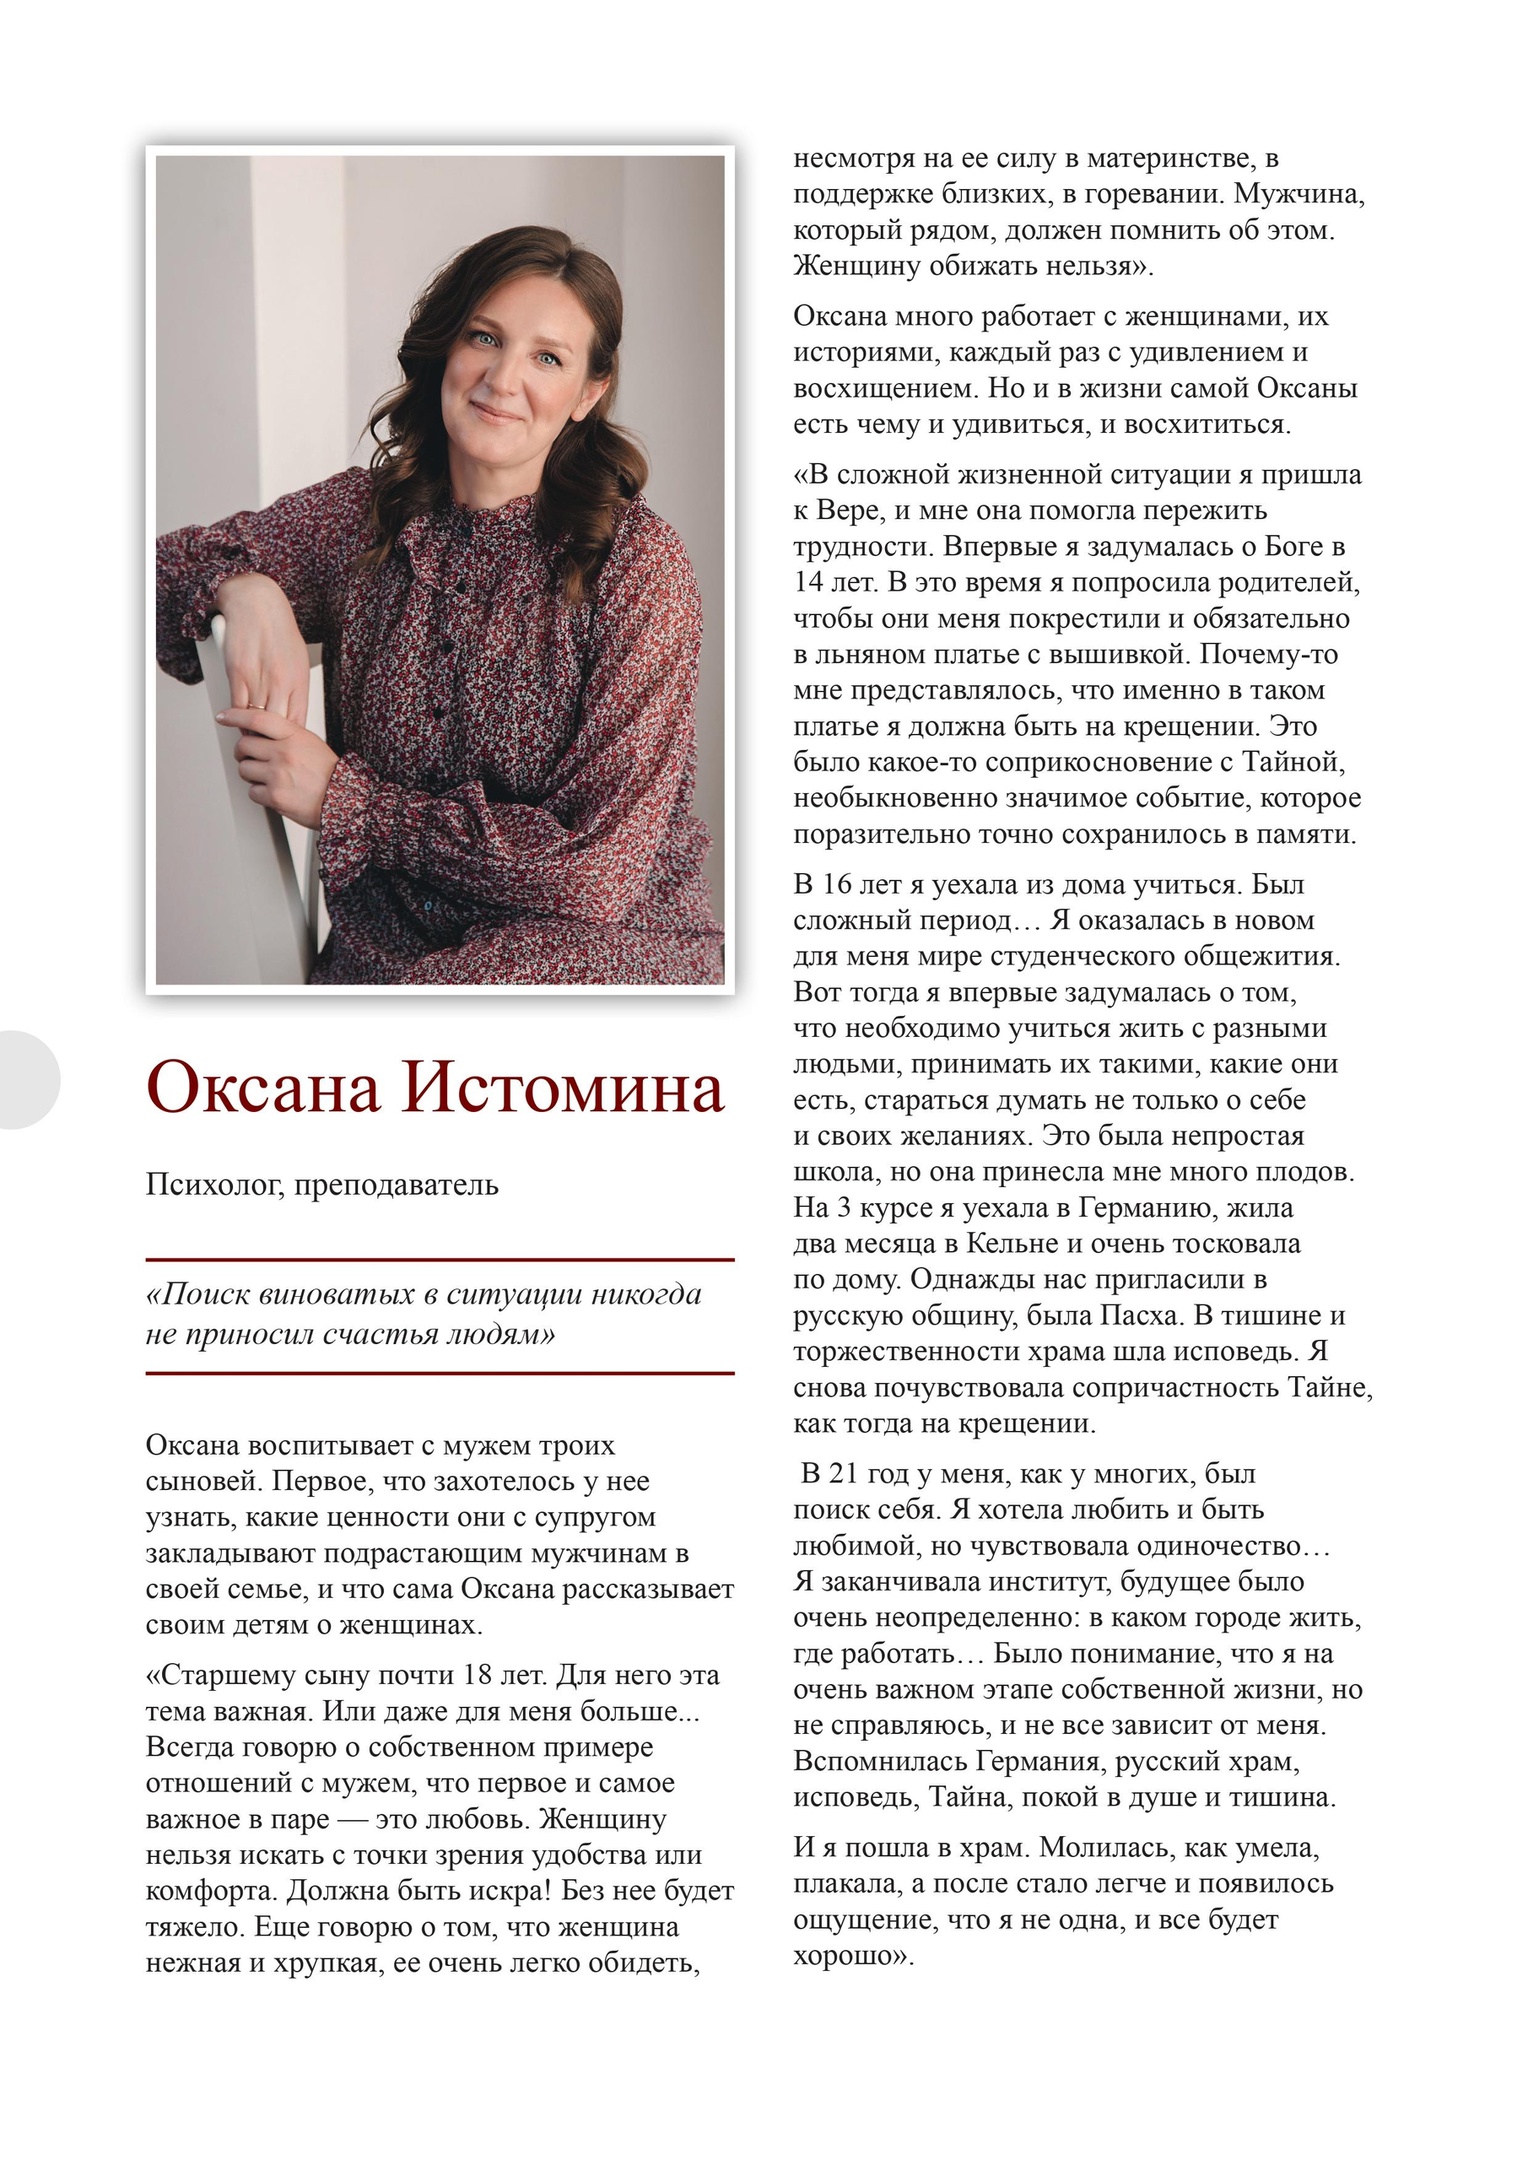 Оксана Истомина
Психолог, преподаватель
«Поиск виноватых в ситуации никогда
не приносил счастья людям»
Оксана воспитывает с мужем троих
сыновей. Первое, что захотелось у нее
узнать, какие ценности они с супругом
закладывают подрастающим мужчинам в
своей семье, и что сама Оксана рассказывает
своим детям о женщинах.
«Старшему сыну почти 18 лет. Для него эта
тема важная. Или даже для меня больше...
Всегда говорю о собственном примере
отношений с мужем, что первое и самое
важное в паре — это любовь. Женщину
нельзя искать с точки зрения удобства или
комфорта. Должна быть искра! Без нее будет
тяжело. Еще говорю о том, что женщина
нежная и хрупкая, ее очень легко обидеть,
несмотря на ее силу в материнстве, в
поддержке близких, в горевании. Мужчина,
который рядом, должен помнить об этом.
Женщину обижать нельзя».
Оксана много работает с женщинами, их
историями, каждый раз с удивлением и
восхищением. Но и в жизни самой Оксаны
есть чему и удивиться, и восхититься.
«В сложной жизненной ситуации я пришла
к Вере, и мне она помогла пережить
трудности. Впервые я задумалась о Боге в
14 лет. В это время я попросила родителей,
чтобы они меня покрестили и обязательно
в льняном платье с вышивкой. Почему-то
мне представлялось, что именно в таком
платье я должна быть на крещении. Это
было какое-то соприкосновение с Тайной,
необыкновенно значимое событие, которое
поразительно точно сохранилось в памяти.
В 16 лет я уехала из дома учиться. Был
сложный период… Я оказалась в новом
для меня мире студенческого общежития.
Вот тогда я впервые задумалась о том,
что необходимо учиться жить с разными
людьми, принимать их такими, какие они
есть, стараться думать не только о себе
и своих желаниях. Это была непростая
школа, но она принесла мне много плодов.
На 3 курсе я уехала в Германию, жила
два месяца в Кельне и очень тосковала
по дому. Однажды нас пригласили в
русскую общину, была Пасха. В тишине и
торжественности храма шла исповедь. Я
снова почувствовала сопричастность Тайне,
как тогда на крещении.
В 21 год у меня, как у многих, был
поиск себя. Я хотела любить и быть
любимой, но чувствовала одиночество…
Я заканчивала институт, будущее было
очень неопределенно: в каком городе жить,
где работать… Было понимание, что я на
очень важном этапе собственной жизни, но
не справляюсь, и не все зависит от меня.
Вспомнилась Германия, русский храм,
исповедь, Тайна, покой в душе и тишина.
И я пошла в храм. Молилась, как умела,
плакала, а после стало легче и появилось
ощущение, что я не одна, и все будет
хорошо».